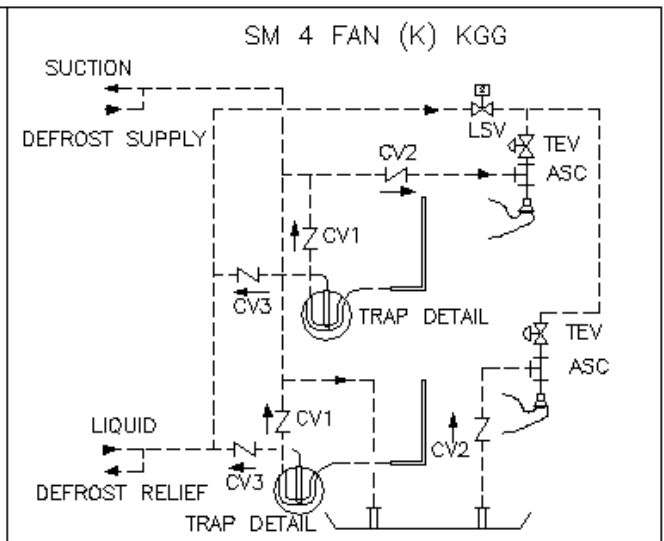 SM 4 FAN (K) KGG
SUCTION
DEFROST SUPPLY
LSV
TEV
CV2
ASC
CV1
CV3
TRAP DETAIL
TEV
ASC
LIQUID
CV1
CV2
CV3
DEFROST RELIEF
TRAP DETAIL